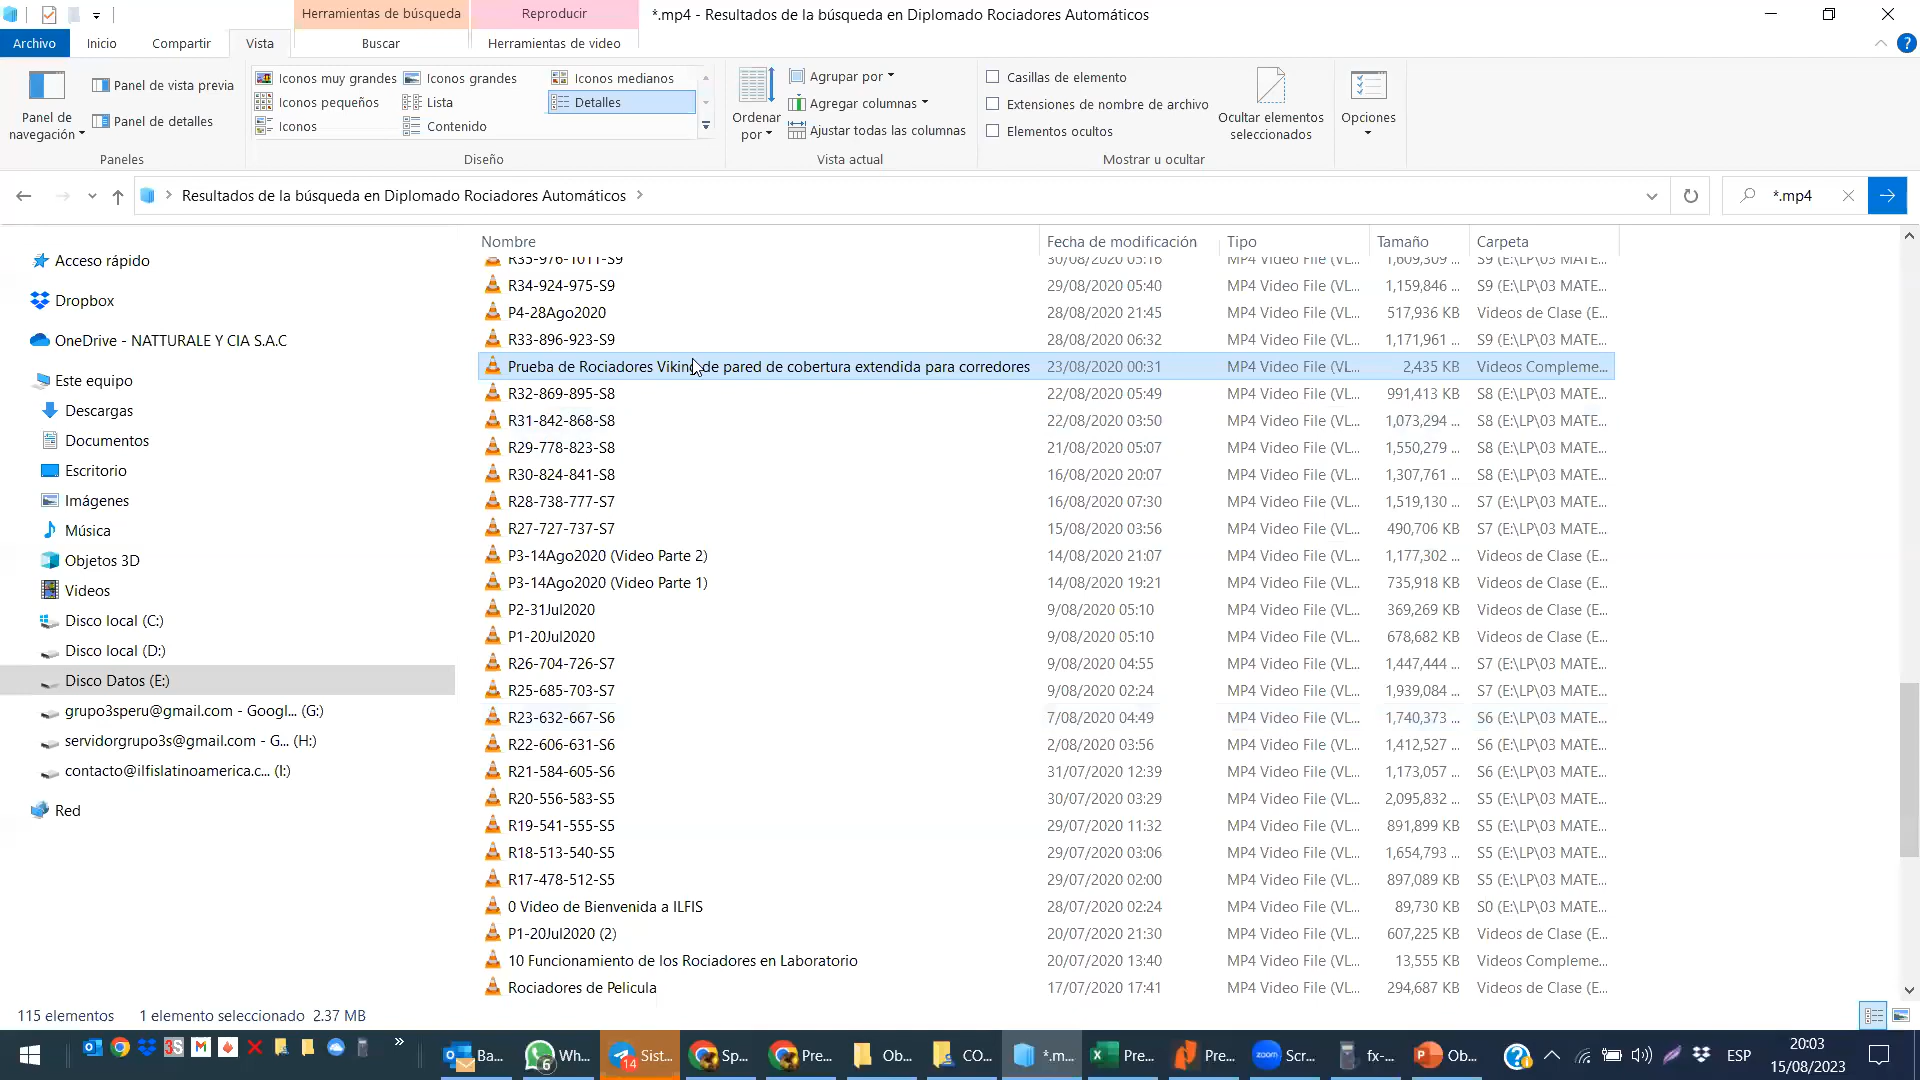 Herramientas de búsqueda
Reproducir
*.mp4 - Resultados de la búsqueda en Diplomado Rociadores Automáticos
Archivo Inicio Compartir Vista Buscar Herramientas de video
Panel de navegación
Panel de vista previa
Panel de detalles
Paneles
Iconos muy grandes Iconos grandes Iconos medianos
Iconos pequeños Lista Detalles
Iconos Contenido
Diseño
Ordenar por
Agrupar por
Agregar columnas
Ajustar todas las columnas
Vista actual
Casillas de elemento
Extensiones de nombre de archivo
Elementos ocultos
Ocultar elementos seleccionados
Mostrar u ocultar
Opciones
Resultados de la búsqueda en Diplomado Rociadores Automáticos
*.mp4
Acceso rápido
Dropbox
OneDrive - NATTURALE Y CIA S.A.C
Este equipo
Descargas
Documentos
Escritorio
Imágenes
Música
Objetos 3D
Videos
Disco local (C:)
Disco local (D:)
Disco Datos (E:)
grupo3speru@gmail.com - Googl... (G:)
servidorgrupo3s@gmail.com - G... (H:)
contacto@ilfislatinoamerica.c... (I:)
Red
Nombre Fecha de modificación Tipo Tamaño Carpeta
R35-976-1011-S9 30/08/2020 05:16 MP4 Video File (VL... 1,609,309 ... S9 (E:\LP\03 MATE...
R34-924-975-S9 29/08/2020 05:40 MP4 Video File (VL... 1,159,846 ... S9 (E:\LP\03 MATE...
P4-28Ago2020 28/08/2020 21:45 MP4 Video File (VL... 517,936 KB Videos de Clase (E...
R33-896-923-S9 28/08/2020 06:32 MP4 Video File (VL... 1,171,961 ... S9 (E:\LP\03 MATE...
Prueba de Rociadores Viking de pared de cobertura extendida para corredores 23/08/2020 00:31 MP4 Video File (VL... 2,435 KB Videos Compleme...
R32-869-895-S8 22/08/2020 05:49 MP4 Video File (VL... 991,413 KB S8 (E:\LP\03 MATE...
R31-842-868-S8 22/08/2020 03:50 MP4 Video File (VL... 1,073,294 ... S8 (E:\LP\03 MATE...
R29-778-823-S8 21/08/2020 05:07 MP4 Video File (VL... 1,550,279 ... S8 (E:\LP\03 MATE...
R30-824-841-S8 16/08/2020 20:07 MP4 Video File (VL... 1,307,761 ... S8 (E:\LP\03 MATE...
R28-738-777-S7 16/08/2020 07:30 MP4 Video File (VL... 1,519,130 ... S7 (E:\LP\03 MATE...
R27-727-737-S7 15/08/2020 03:56 MP4 Video File (VL... 490,706 KB S7 (E:\LP\03 MATE...
P3-14Ago2020 (Video Parte 2) 14/08/2020 21:07 MP4 Video File (VL... 1,177,302 ... Videos de Clase (E...
P3-14Ago2020 (Video Parte 1) 14/08/2020 19:21 MP4 Video File (VL... 735,918 KB Videos de Clase (E...
P2-31Jul2020 9/08/2020 05:10 MP4 Video File (VL... 369,269 KB Videos de Clase (E...
P1-20Jul2020 9/08/2020 05:10 MP4 Video File (VL... 678,682 KB Videos de Clase (E...
R26-704-726-S7 9/08/2020 04:55 MP4 Video File (VL... 1,447,444 ... S7 (E:\LP\03 MATE...
R25-685-703-S7 9/08/2020 02:24 MP4 Video File (VL... 1,939,084 ... S7 (E:\LP\03 MATE...
R23-632-667-S6 7/08/2020 04:49 MP4 Video File (VL... 1,740,373 ... S6 (E:\LP\03 MATE...
R22-606-631-S6 2/08/2020 03:56 MP4 Video File (VL... 1,412,527 ... S6 (E:\LP\03 MATE...
R21-584-605-S6 31/07/2020 12:39 MP4 Video File (VL... 1,173,057 ... S6 (E:\LP\03 MATE...
R20-556-583-S5 30/07/2020 03:29 MP4 Video File (VL... 2,095,832 ... S5 (E:\LP\03 MATE...
R19-541-555-S5 29/07/2020 11:32 MP4 Video File (VL... 891,899 KB S5 (E:\LP\03 MATE...
R18-513-540-S5 29/07/2020 03:06 MP4 Video File (VL... 1,654,793 ... S5 (E:\LP\03 MATE...
R17-478-512-S5 29/07/2020 02:00 MP4 Video File (VL... 897,089 KB S5 (E:\LP\03 MATE...
0 Video de Bienvenida a ILFIS 28/07/2020 02:24 MP4 Video File (VL... 89,730 KB S0 (E:\LP\03 MATE...
P1-20Jul2020 (2) 20/07/2020 21:30 MP4 Video File (VL... 607,225 KB Videos de Clase (E...
10 Funcionamiento de los Rociadores en Laboratorio 20/07/2020 13:40 MP4 Video File (VL... 13,555 KB Videos Compleme...
Rociadores de Pelicula 17/07/2020 17:41 MP4 Video File (VL... 294,687 KB Videos de Clase (E...
115 elementos 1 elemento seleccionado 2.37 MB
Ba... Wh... Sist... Sp... Pre... Ob... CO... *.m... Pre... Pre... Scr... fx-... Ob... ESP
6 14 zoom
20:03
15/08/2023